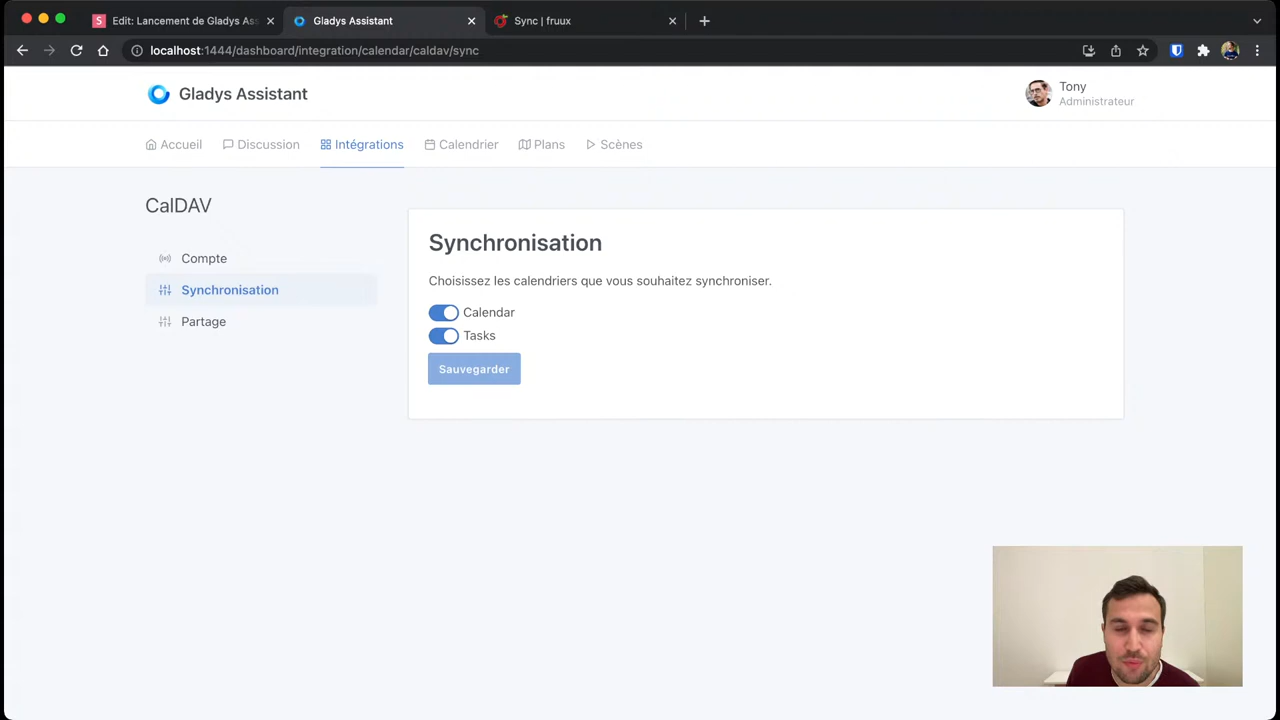 Edit: Lancement de Gladys Ass
Gladys Assistant
Sync | fruux
localhost:1444/dashboard/integration/calendar/caldav/sync
Gladys Assistant
Tony
Administrateur
Accueil
Discussion
Intégrations
Calendrier
Plans
Scènes
CalDAV
Compte
Synchronisation
Partage
Synchronisation
Choisissez les calendriers que vous souhaitez synchroniser.
Calendar
Tasks
Sauvegarder